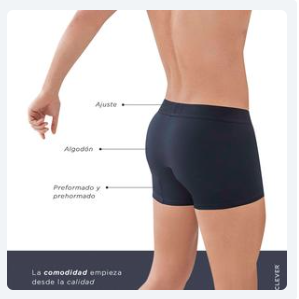 Ajuste
Algodón
Preformado y
prehormado
La comodidad empieza
desde la calidad
CLEVER